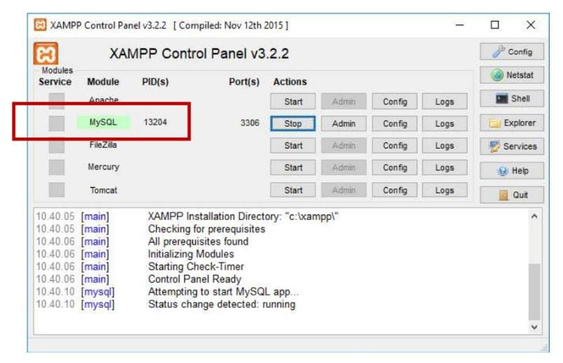 XAMPP Control Panel v3.2.2 [ Compiled: Nov 12th 2015 ]
XAMPP Control Panel v3.2.2
Config
Modules
Service Module PID(s) Port(s) Actions
Netstat
Apache Start Admin Config Logs
Shell
MySQL 13204 3306 Stop Admin Config Logs
Explorer
FileZilla Start Admin Config Logs
Services
Mercury Start Admin Config Logs
Help
Tomcat Start Admin Config Logs
Quit
10.40.05 [main] XAMPP Installation Directory: "c:\xampp\"
10.40.05 [main] Checking for prerequisites
10.40.06 [main] All prerequisites found
10.40.06 [main] Initializing Modules
10.40.06 [main] Starting Check-Timer
10.40.06 [main] Control Panel Ready
10.40.10 [mysql] Attempting to start MySQL app...
10.40.10 [mysql] Status change detected: running